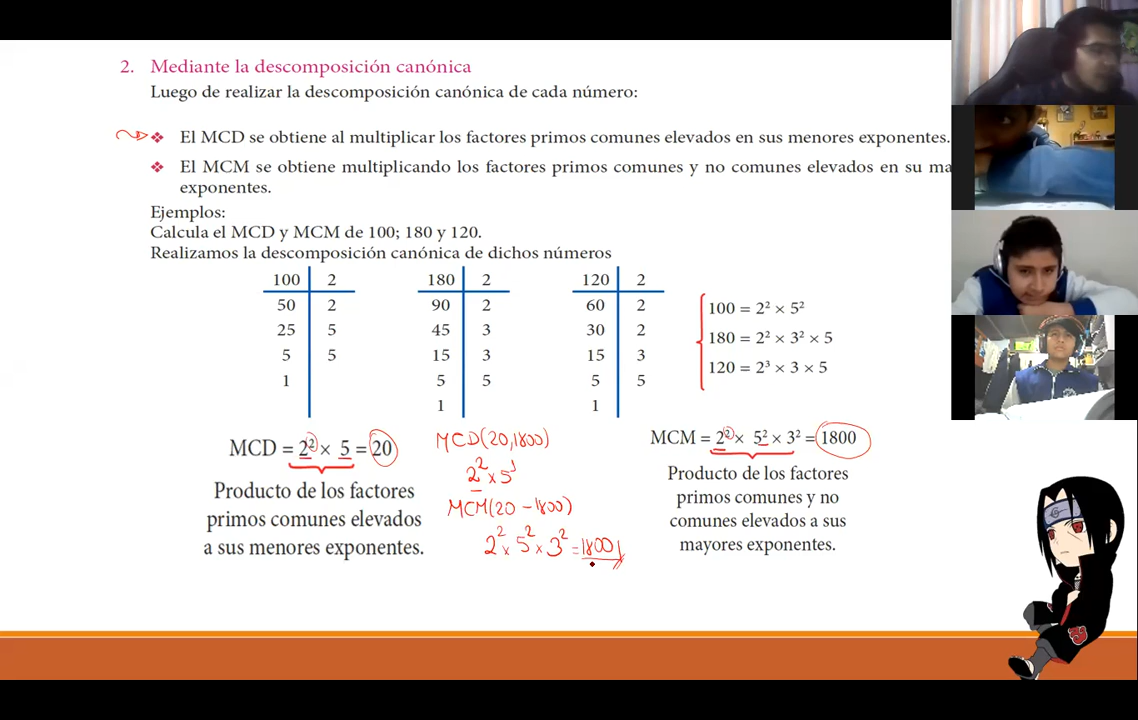 2. Mediante la descomposición canónica
Luego de realizar la descomposición canónica de cada número:
❖ El MCD se obtiene al multiplicar los factores primos comunes elevados en sus menores exponentes.
❖ El MCM se obtiene multiplicando los factores primos comunes y no comunes elevados en su ma
exponentes.
Ejemplos:
Calcula el MCD y MCM de 100; 180 y 120.
Realizamos la descomposición canónica de dichos números
100 2
50 2
25 5
5 5
1
180 2
90 2
45 3
15 3
5 5
1
120 2
60 2
30 2
15 3
5 5
1
100 = 2² × 5²
180 = 2² × 3² × 5
120 = 2³ × 3 × 5
MCD = 2² × 5 = 20
Producto de los factores
primos comunes elevados
a sus menores exponentes.
MCD(20,1800)
2² × 5¹
MCM(20 - 1800)
2² × 5² × 3² = 1800
MCM = 2² × 5² × 3² = 1800
Producto de los factores
primos comunes y no
comunes elevados a sus
mayores exponentes.